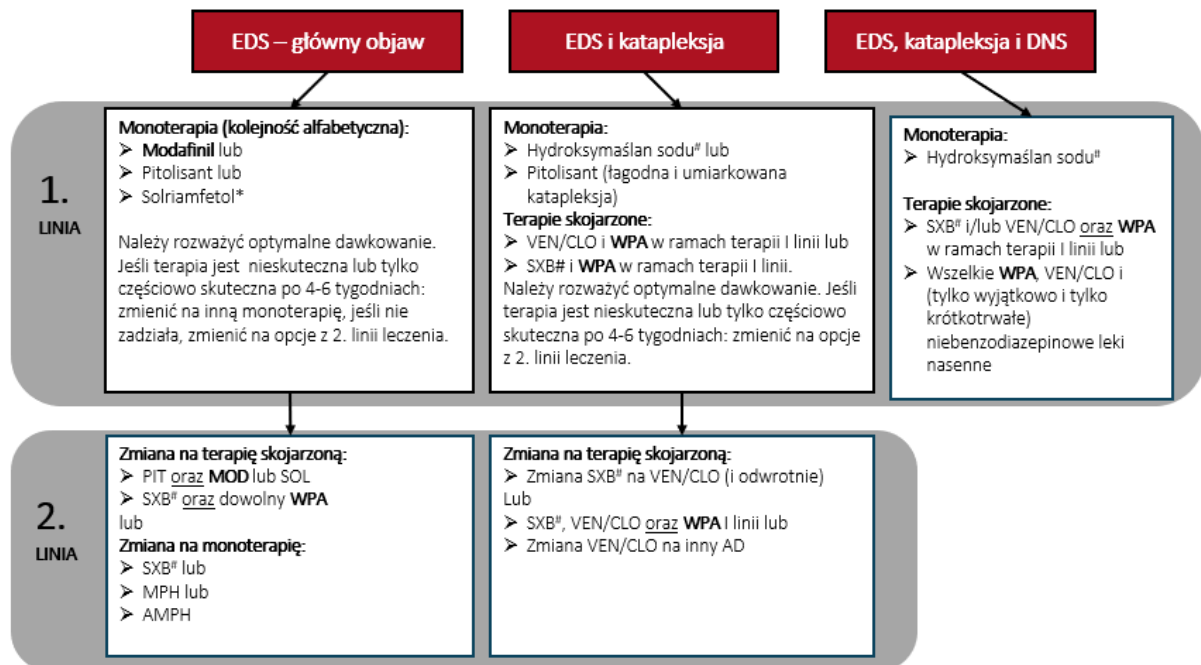 EDS – główny objaw
EDS i katapleksja
EDS, katapleksja i DNS
1.
LINIA
Monoterapia (kolejność alfabetyczna):
➢ Modafinil lub
➢ Pitolisant lub
➢ Solriamfetol*
Należy rozważyć optymalne dawkowanie.
Jeśli terapia jest nieskuteczna lub tylko
częściowo skuteczna po 4-6 tygodniach:
zmienić na inną monoterapię, jeśli nie
zadziała, zmienić na opcje z 2. linii leczenia.
Monoterapia:
➢ Hydroksymaślan sodu# lub
➢ Pitolisant (łagodna i umiarkowana
katapleksja)
Terapie skojarzone:
➢ VEN/CLO i WPA w ramach terapii I linii lub
➢ SXB# i WPA w ramach terapii I linii.
Należy rozważyć optymalne dawkowanie. Jeśli
terapia jest nieskuteczna lub tylko częściowo
skuteczna po 4-6 tygodniach: zmienić na opcje
z 2. linii leczenia.
Monoterapia:
➢ Hydroksymaślan sodu#
Terapie skojarzone:
➢ SXB# i/lub VEN/CLO oraz WPA
w ramach terapii I linii lub
➢ Wszelkie WPA, VEN/CLO i
(tylko wyjątkowo i tylko
krótkotrwałe)
niebenzodiazepinowe leki
nasenne
2.
LINIA
Zmiana na terapię skojarzoną:
➢ PIT oraz MOD lub SOL
➢ SXB# oraz dowolny WPA
lub
Zmiana na monoterapię:
➢ SXB# lub
➢ MPH lub
➢ AMPH
Zmiana na terapię skojarzoną:
➢ Zmiana SXB# na VEN/CLO (i odwrotnie)
Lub
➢ SXB#, VEN/CLO oraz WPA I linii lub
➢ Zmiana VEN/CLO na inny AD